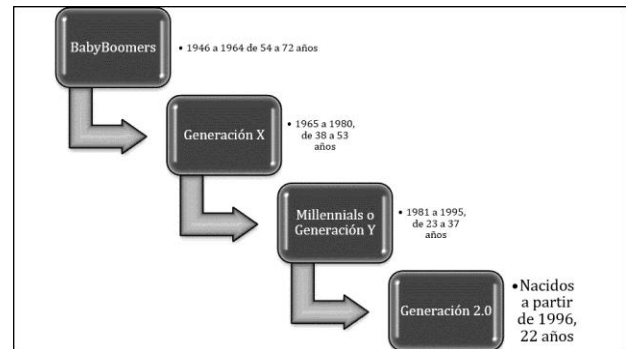 BabyBoomers
• 1946 a 1964 de 54 a 72 años
Generación X
• 1965 a 1980,
de 38 a 53
años
Millennials o
Generación Y
• 1981 a 1995,
de 23 a 37
años
Generación 2.0
• Nacidos
a partir
de 1996,
22 años